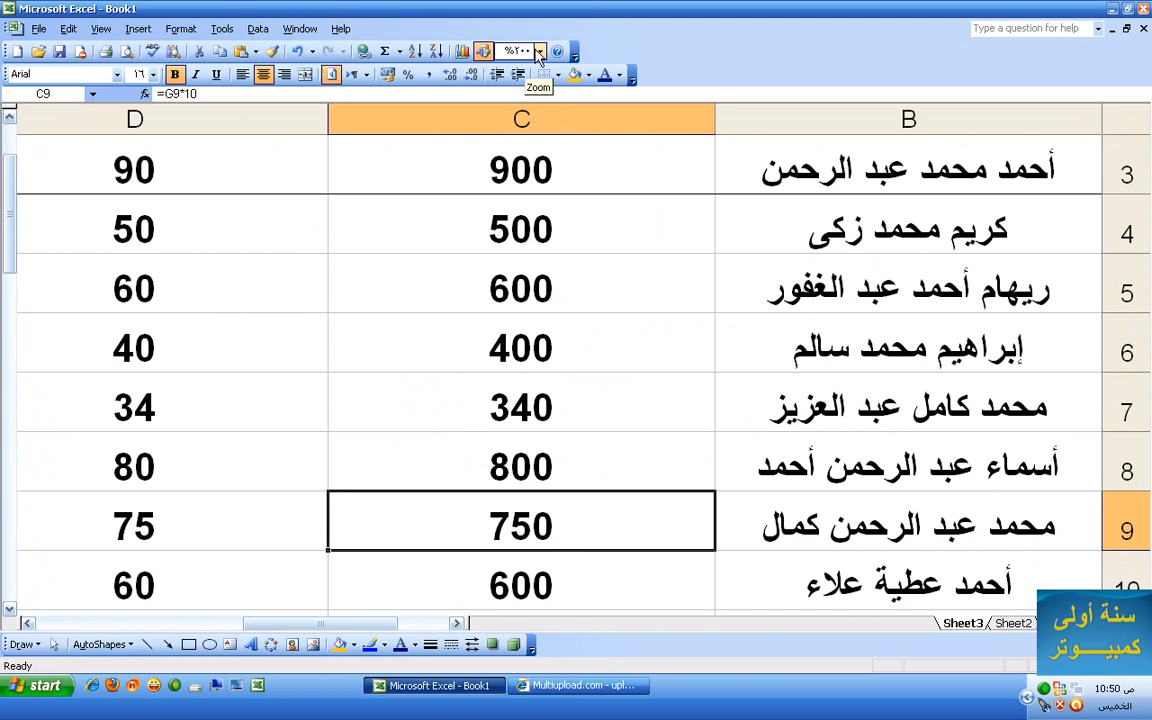 Microsoft Excel - Book1
File Edit View Insert Format Tools Data Window Help
Type a question for help
%٢٠٠
Arial ١٦ B I U
Zoom
C9 fx =G9*10
D C B
90 900 أحمد محمد عبد الرحمن 3
50 500 كريم محمد زكى 4
60 600 ريهام أحمد عبد الغفور 5
40 400 إبراهيم محمد سالم 6
34 340 محمد كامل عبد العزيز 7
80 800 أسماء عبد الرحمن أحمد 8
75 750 محمد عبد الرحمن كمال 9
60 600 أحمد عطية علاء 10
Sheet3 Sheet2
سنة أولى
كمبيوتر
Draw AutoShapes
Ready
start Microsoft Excel - Book1 Multiupload.com - upl...
10:50 ص
الخميس